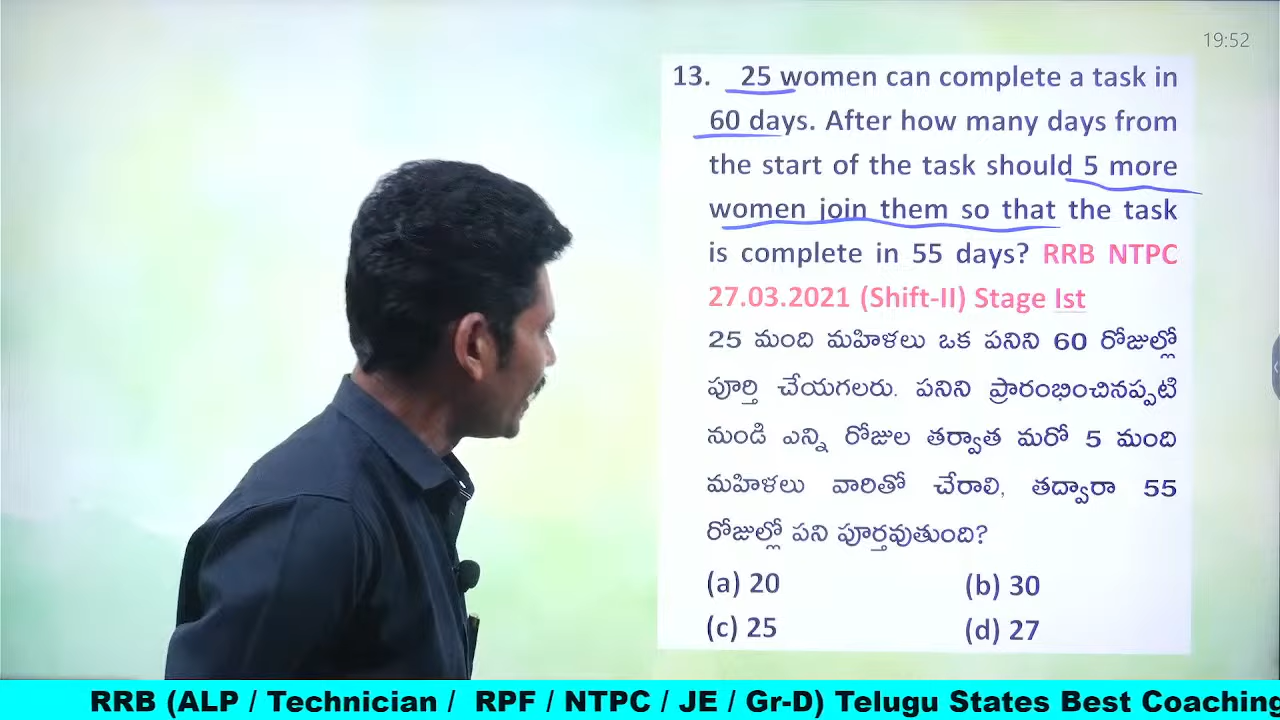 19:52
13. 25 women can complete a task in
60 days. After how many days from
the start of the task should 5 more
women join them so that the task
is complete in 55 days? RRB NTPC
27.03.2021 (Shift-II) Stage Ist
25 మంది మహిళలు ఒక పనిని 60 రోజుల్లో
పూర్తి చేయగలరు. పనిని ప్రారంభించినప్పటి
నుండి ఎన్ని రోజుల తర్వాత మరో 5 మంది
మహిళలు వారితో చేరాలి, తద్వారా 55
రోజుల్లో పని పూర్తవుతుంది?
(a) 20 (b) 30
(c) 25 (d) 27
RRB (ALP / Technician / RPF / NTPC / JE / Gr-D) Telugu States Best Coaching